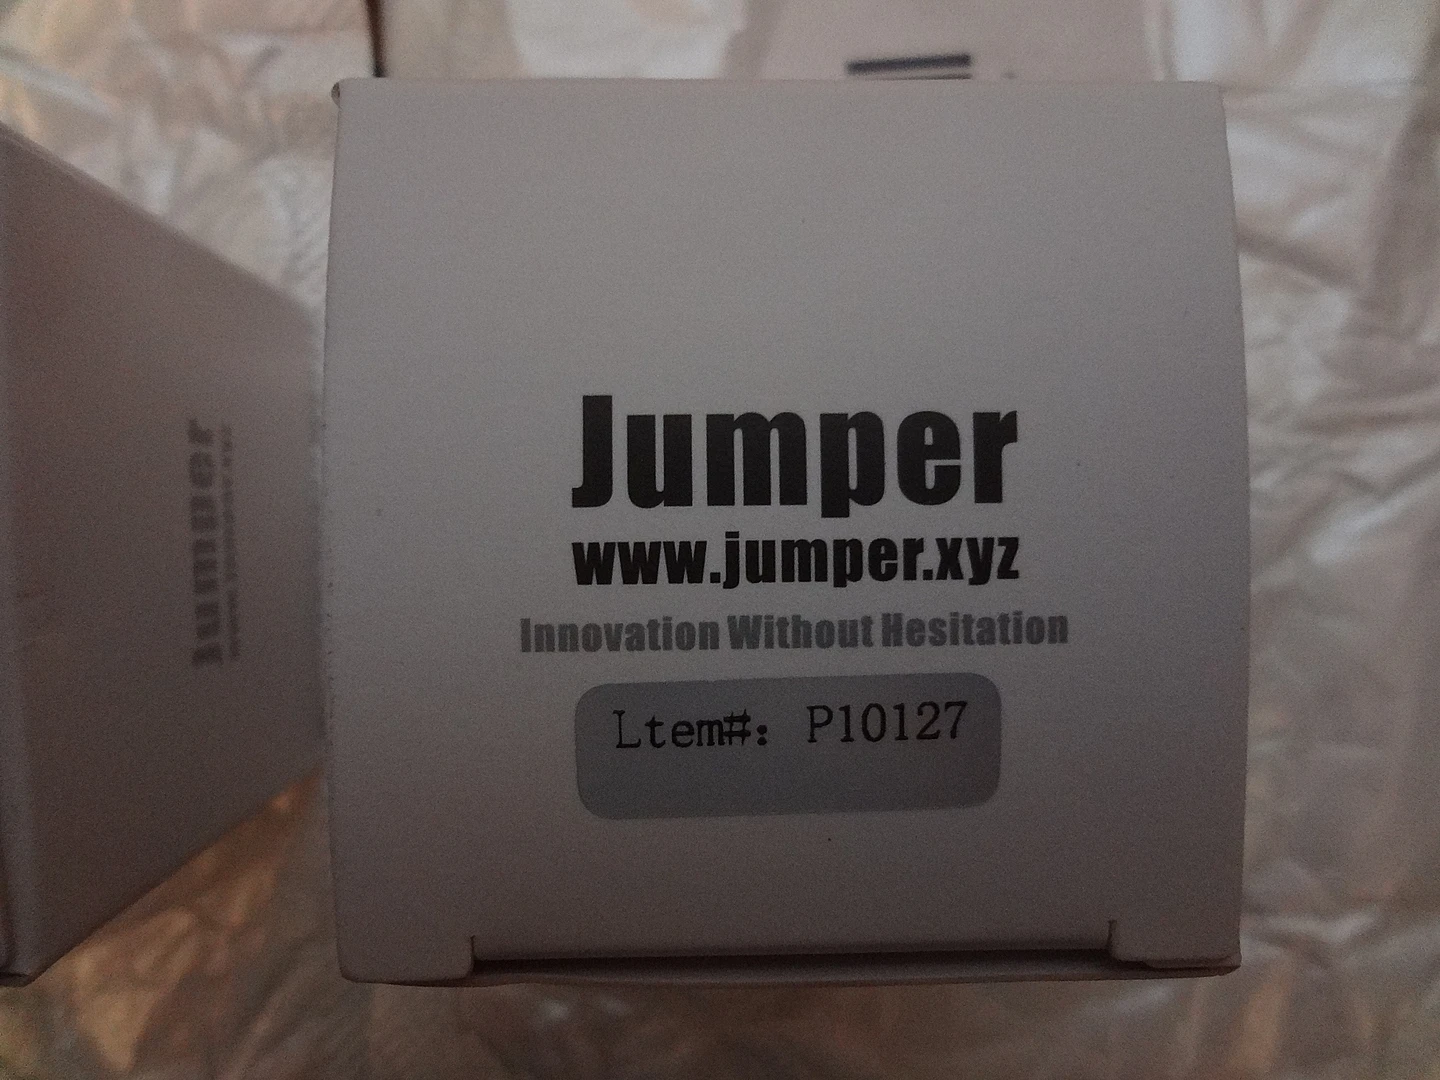 Jumper
www.jumper.xyz
Innovation Without Hesitation
Ltem#: P10127
Jumper